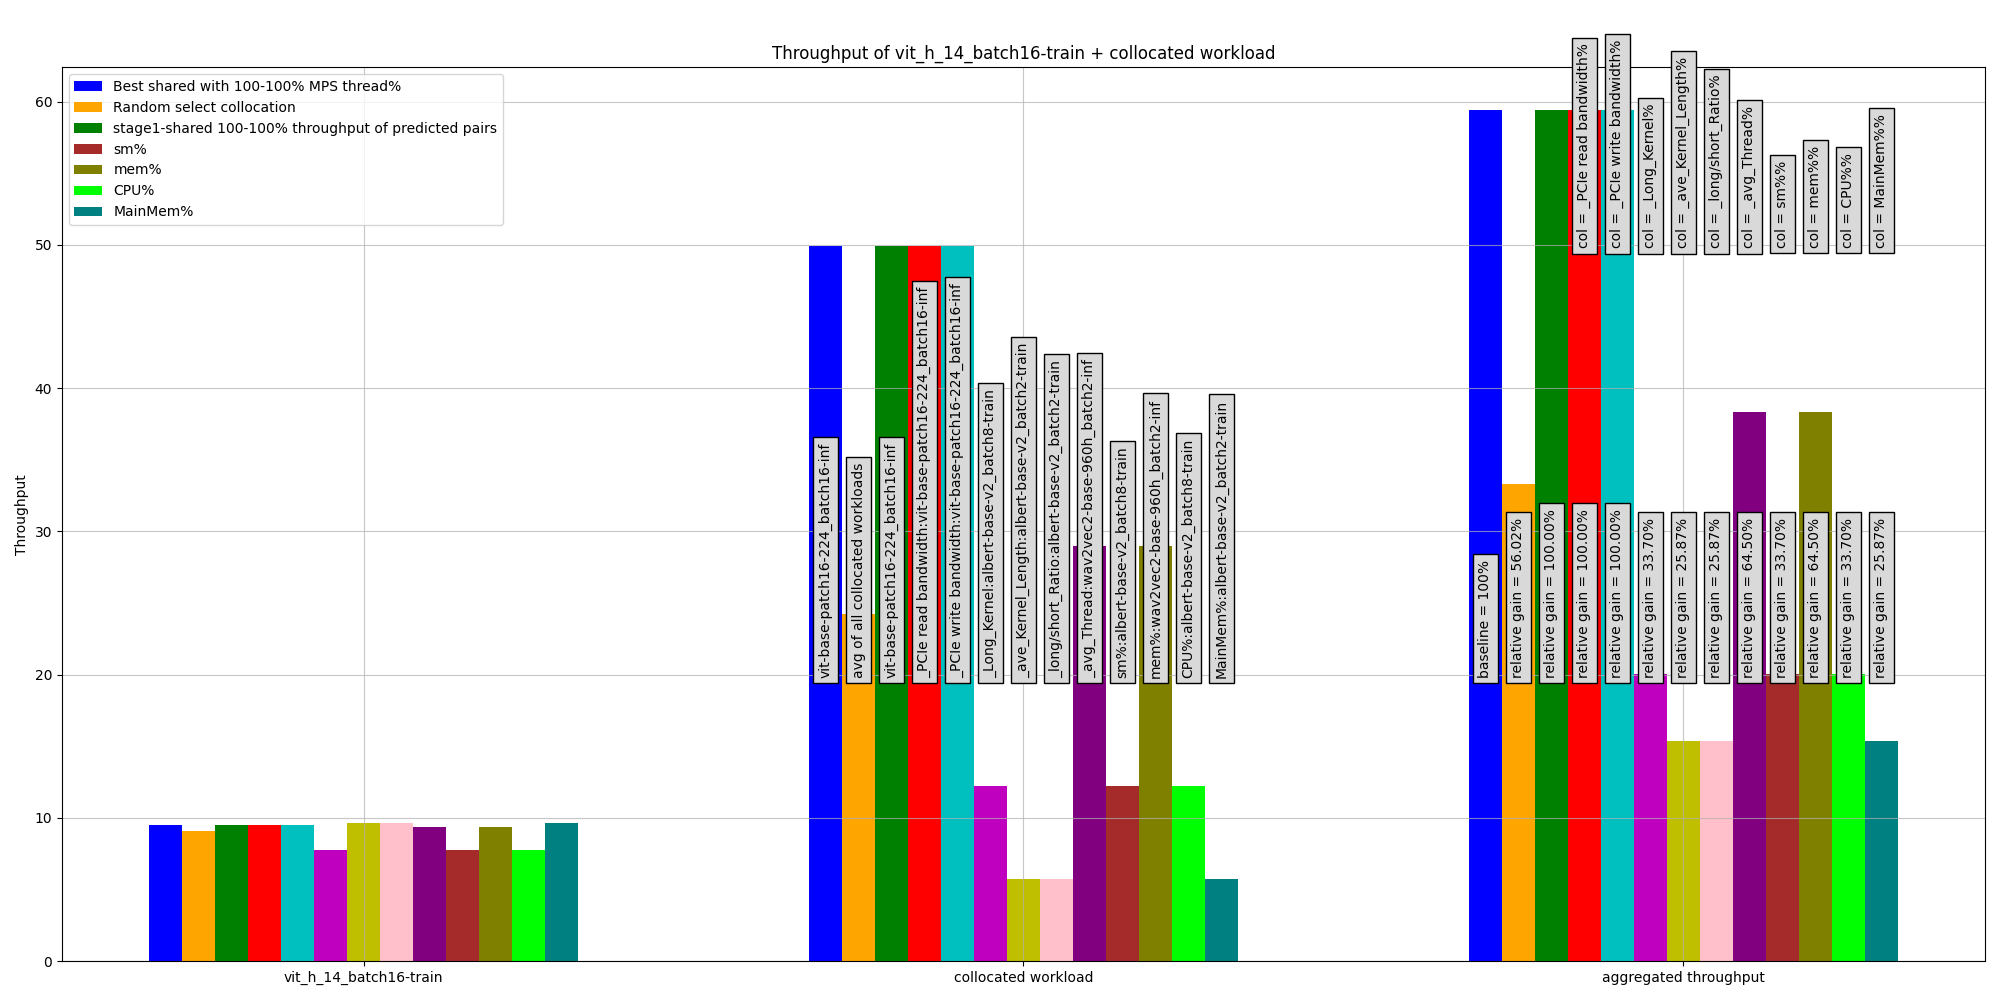 Throughput of vit_h_14_batch16-train + collocated workload
Best shared with 100-100% MPS thread%
Random select collocation
stage1-shared 100-100% throughput of predicted pairs
sm%
mem%
CPU%
MainMem%
Throughput
60
50
40
30
20
10
0
vit-base-patch16-224_batch16-inf
avg of all collocated workloads
vit-base-patch16-224_batch16-inf
_PCIe read bandwidth:vit-base-patch16-224_batch16-inf
_PCIe write bandwidth:vit-base-patch16-224_batch16-inf
_Long_Kernel:albert-base-v2_batch8-train
_ave_Kernel_Length:albert-base-v2_batch2-train
_long/short_Ratio:albert-base-v2_batch2-train
_avg_Thread:wav2vec2-base-960h_batch2-inf
sm%:albert-base-v2_batch8-train
mem%:wav2vec2-base-960h_batch2-inf
CPU%:albert-base-v2_batch8-train
MainMem%:albert-base-v2_batch2-train
col = _PCIe read bandwidth%
col = _PCIe write bandwidth%
col = _Long_Kernel%
col = _ave_Kernel_Length%
col = _long/short_Ratio%
col = _avg_Thread%
col = sm%%
col = mem%%
col = CPU%%
col = MainMem%%
baseline = 100%
relative gain = 56.02%
relative gain = 100.00%
relative gain = 100.00%
relative gain = 100.00%
relative gain = 33.70%
relative gain = 25.87%
relative gain = 25.87%
relative gain = 64.50%
relative gain = 33.70%
relative gain = 64.50%
relative gain = 33.70%
relative gain = 25.87%
vit_h_14_batch16-train
collocated workload
aggregated throughput